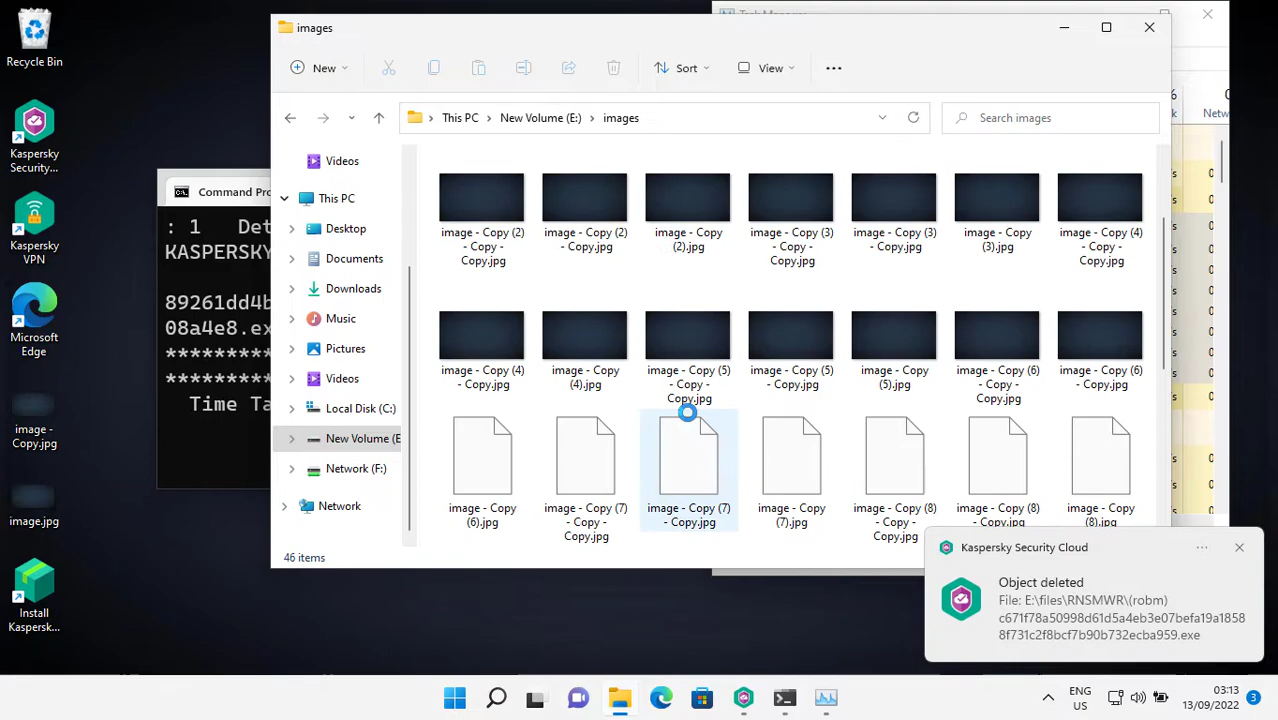 Recycle Bin
Kaspersky
Security...
Kaspersky
VPN
Microsoft
Edge
image -
Copy.jpg
image.jpg
Install
Kaspersk...
Command Pro
: 1 Det
KASPERSKY
89261dd4b
08a4e8.ex
Time Ta
images
New
Sort
View
This PC
New Volume (E:)
images
Search images
Videos
This PC
Desktop
Documents
Downloads
Music
Pictures
Videos
Local Disk (C:)
New Volume (E
Network (F:)
Network
image - Copy (2)
- Copy -
Copy.jpg
image - Copy (2)
- Copy.jpg
image - Copy
(2).jpg
image - Copy (3)
- Copy -
Copy.jpg
image - Copy (3)
- Copy.jpg
image - Copy
(3).jpg
image - Copy (4)
- Copy -
Copy.jpg
image - Copy (4)
- Copy.jpg
image - Copy
(4).jpg
image - Copy (5)
- Copy -
Copy.jpg
image - Copy (5)
- Copy.jpg
image - Copy
(5).jpg
image - Copy (6)
- Copy -
Copy.jpg
image - Copy (6)
- Copy.jpg
image - Copy
(6).jpg
image - Copy (7)
- Copy -
Copy.jpg
image - Copy (7)
- Copy.jpg
image - Copy
(7).jpg
image - Copy (8)
- Copy -
Copy.jpg
image - Copy (8)
- Copy.jpg
image - Copy
(8).jpg
46 items
%
Netw
Kaspersky Security Cloud
Object deleted
File: E:\files\RNSMWR\(robm)
c671f78a50998d61d5a4eb3e07befa19a1858
8f731c2f8bcf7b90b732ecba959.exe
ENG
US
03:13
13/09/2022
3